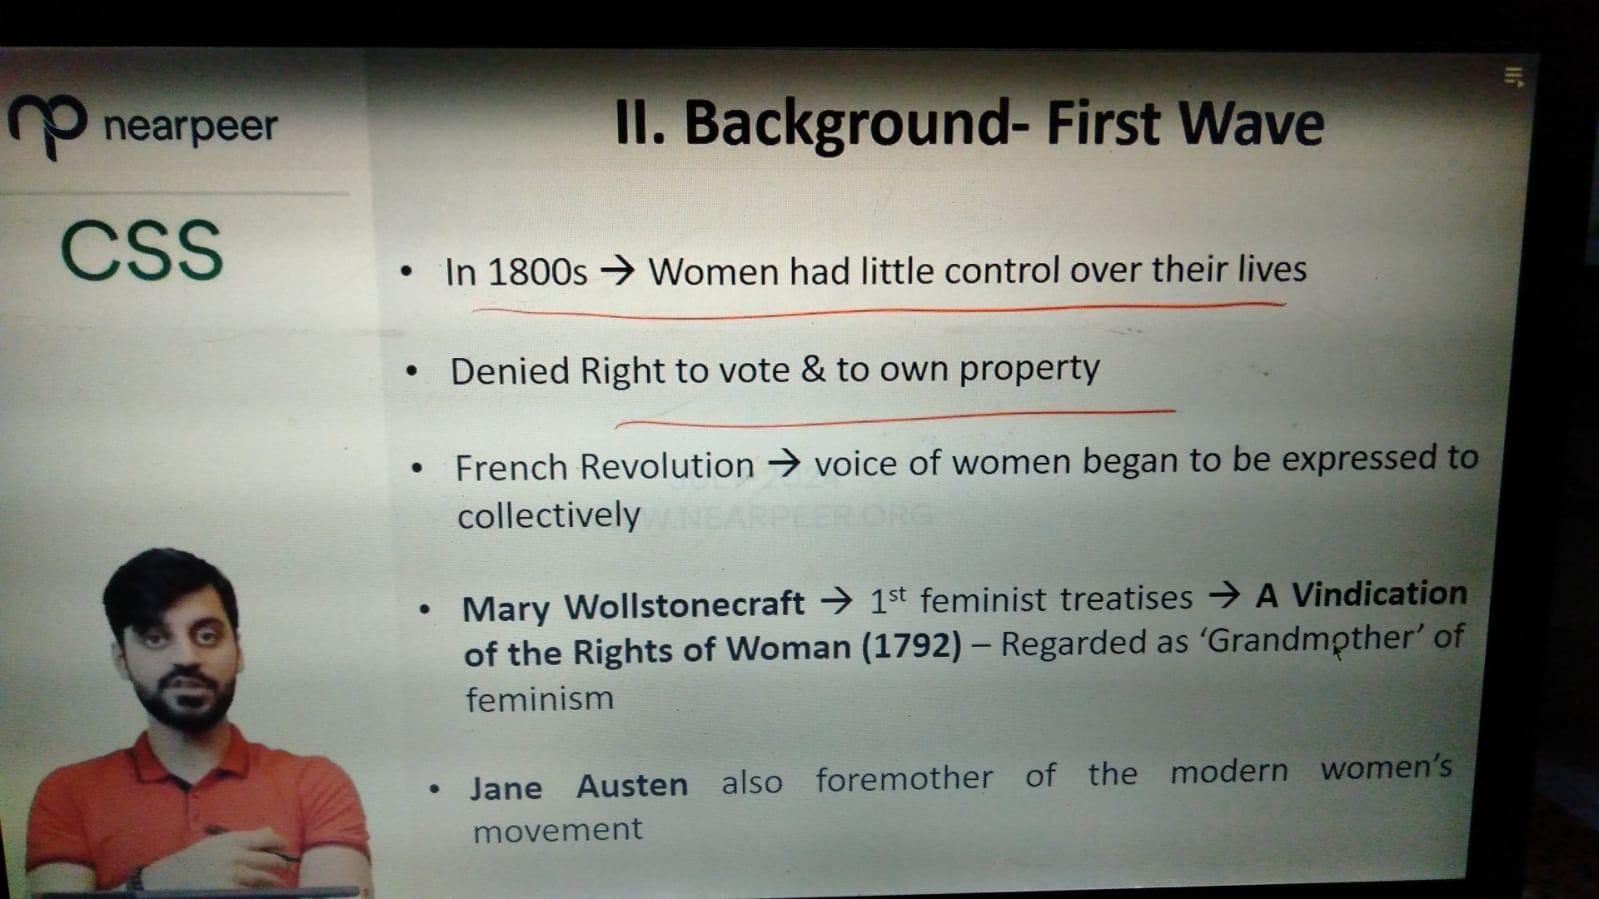 nearpeer
CSS
II. Background- First Wave
• In 1800s → Women had little control over their lives
• Denied Right to vote & to own property
• French Revolution → voice of women began to be expressed to
collectively
W.NEARPEER.ORG
• Mary Wollstonecraft → 1st feminist treatises → A Vindication
of the Rights of Woman (1792) – Regarded as ‘Grandmother’ of
feminism
• Jane Austen also foremother of the modern women’s
movement